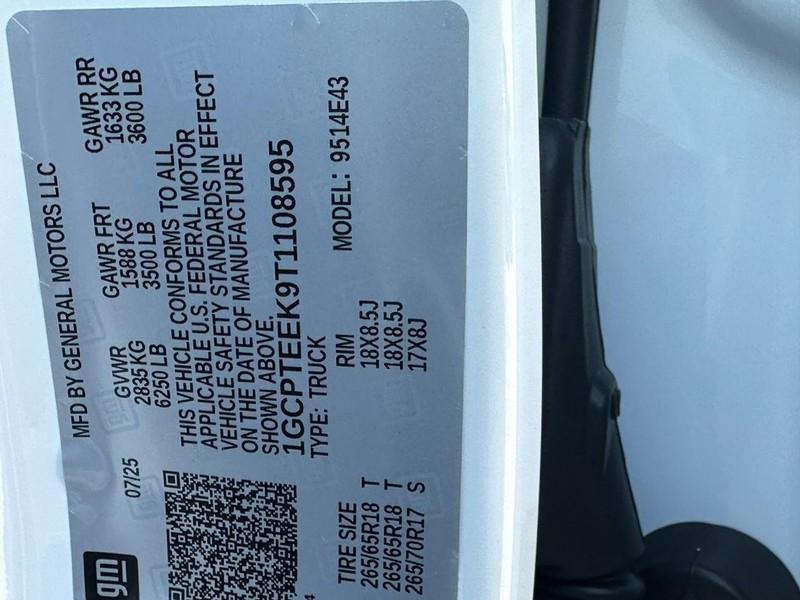 gm
MFD BY GENERAL MOTORS LLC
07/25
GVWR GAWR FRT GAWR RR
2835 KG 1588 KG 1633 KG
6250 LB 3500 LB 3600 LB
THIS VEHICLE CONFORMS TO ALL
APPLICABLE U.S. FEDERAL MOTOR
VEHICLE SAFETY STANDARDS IN EFFECT
ON THE DATE OF MANUFACTURE
SHOWN ABOVE.
1GCPTEEK9T1108595
TYPE: TRUCK MODEL: 9514E43
TIRE SIZE RIM
265/65R18 T 18X8.5J
265/65R18 T 18X8.5J
265/70R17 S 17X8J